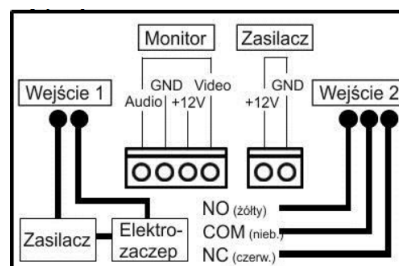 Monitor
Zasilacz
Wejście 1
GND
Video
Audio
+12V
GND
+12V
Wejście 2
NO (żółty)
COM (nieb.)
NC (czerw.)
Zasilacz
Elektro-
zaczep